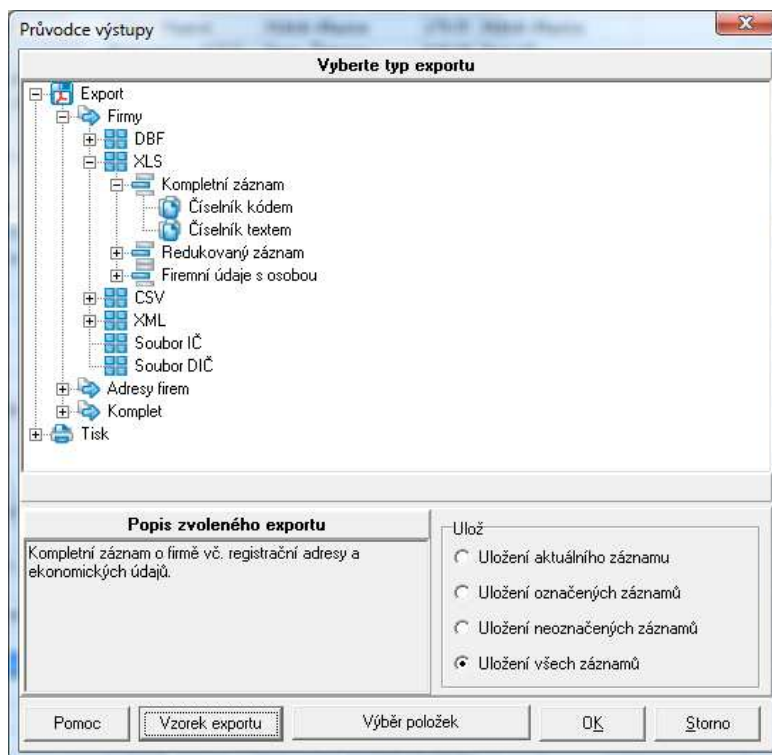 Průvodce výstupy
Vyberte typ exportu
Export
Firmy
DBF
XLS
Kompletní záznam
Číselník kódem
Číselník textem
Redukovaný záznam
Firemní údaje s osobou
CSV
XML
Soubor IČ
Soubor DIČ
Adresy firem
Komplet
Tisk
Popis zvoleného exportu
Kompletní záznam o firmě vč. registrační adresy a
ekonomických údajů.
Ulož
Uložení aktuálního záznamu
Uložení označených záznamů
Uložení neoznačených záznamů
Uložení všech záznamů
Pomoc
Vzorek exportu
Výběr položek
OK
Storno